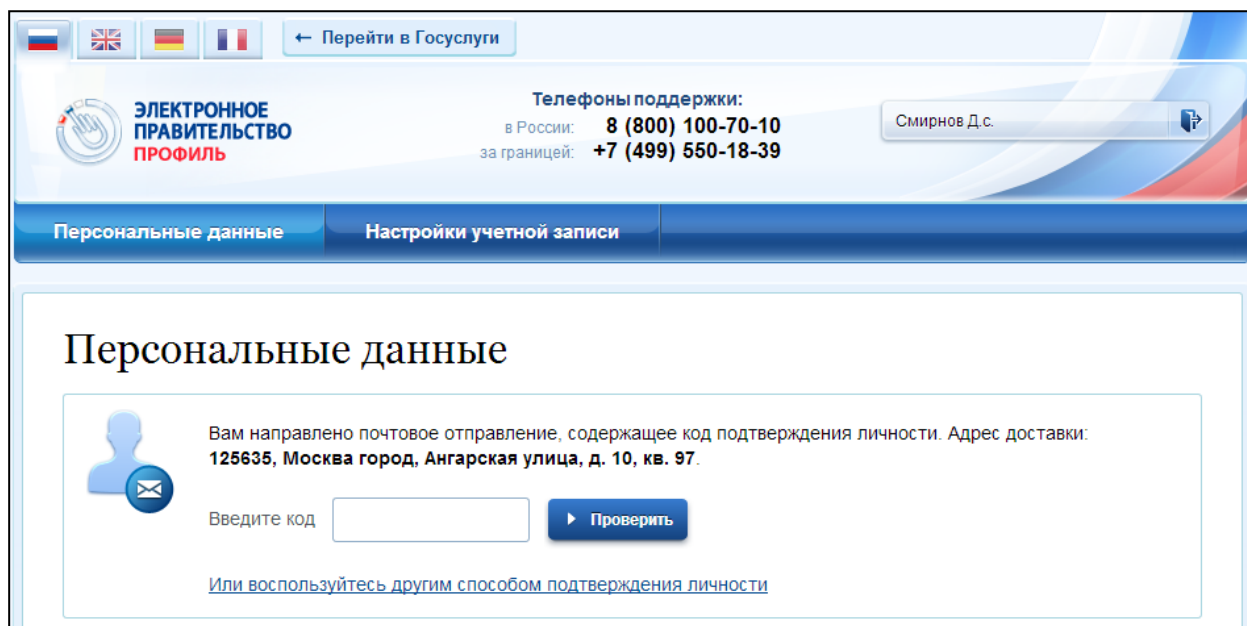 ← Перейти в Госуслуги
ЭЛЕКТРОННОЕ
ПРАВИТЕЛЬСТВО
ПРОФИЛЬ
Телефоны поддержки:
в России: 8 (800) 100-70-10
за границей: +7 (499) 550-18-39
Смирнов Д.с.
Персональные данные Настройки учетной записи
Персональные данные
Вам направлено почтовое отправление, содержащее код подтверждения личности. Адрес доставки:
125635, Москва город, Ангарская улица, д. 10, кв. 97.
Введите код Проверить
Или воспользуйтесь другим способом подтверждения личности